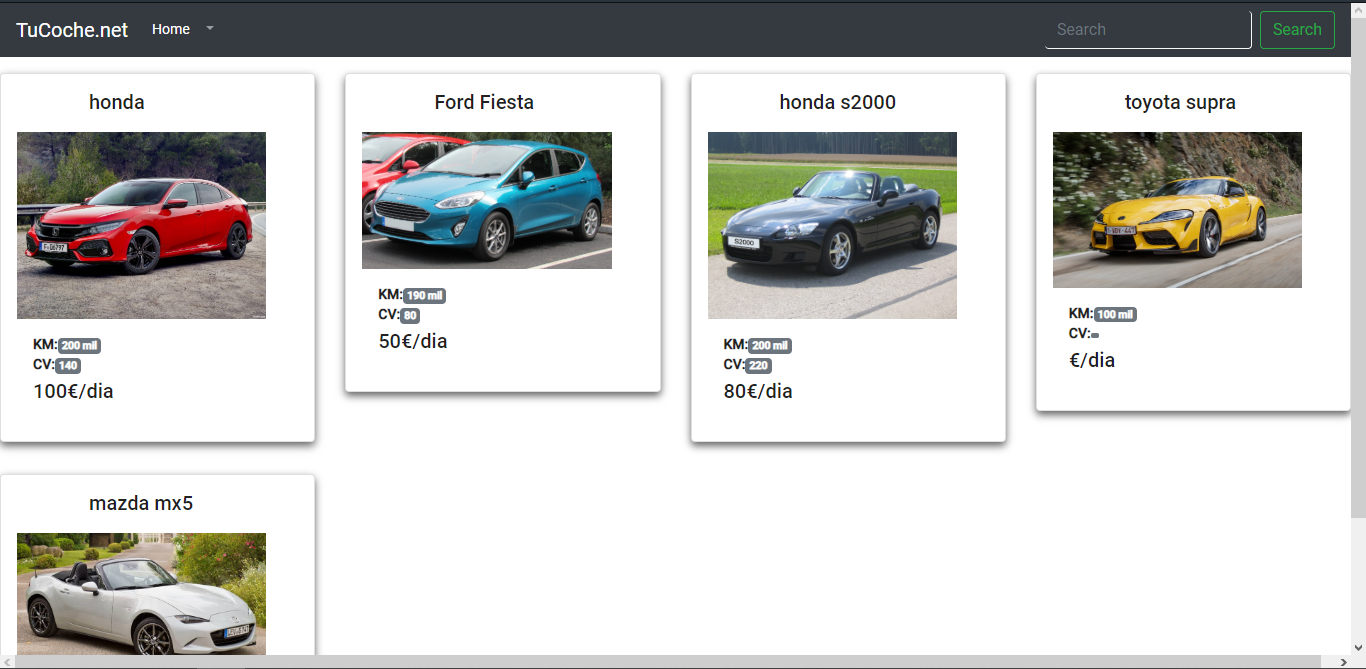 TuCoche.net Home Search Search
honda
KM:200 mil
CV:140
100€/dia
Ford Fiesta
KM:190 mil
CV:80
50€/dia
honda s2000
S2000
KM:200 mil
CV:220
80€/dia
toyota supra
KM:100 mil
CV:
€/dia
mazda mx5